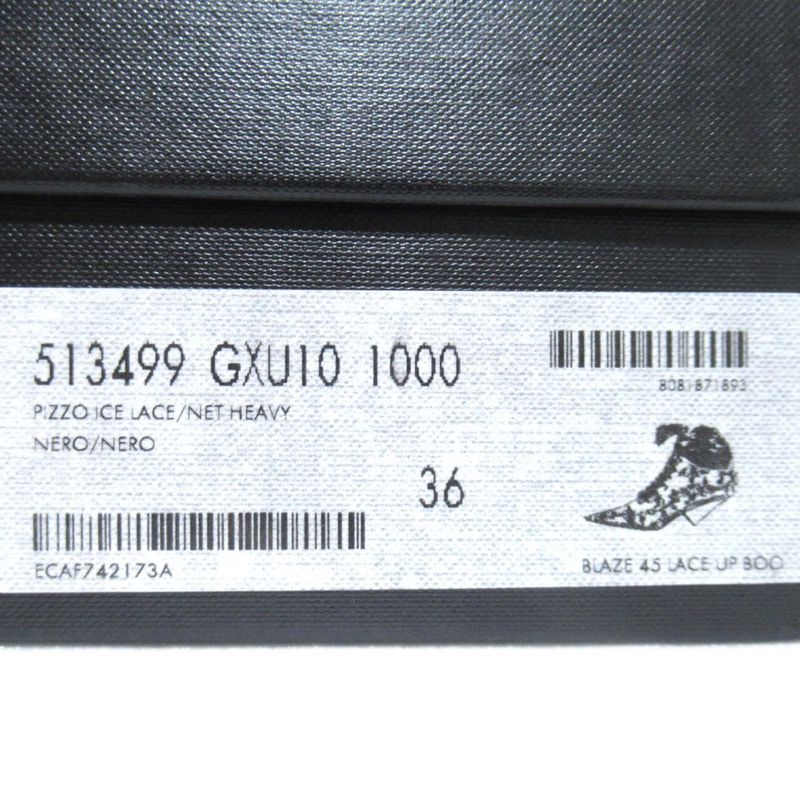 513499 GXU10 1000
8081871893
PIZZO ICE LACE/NET HEAVY
NERO/NERO
36
ECAF742173A
BLAZE 45 LACE UP BOO